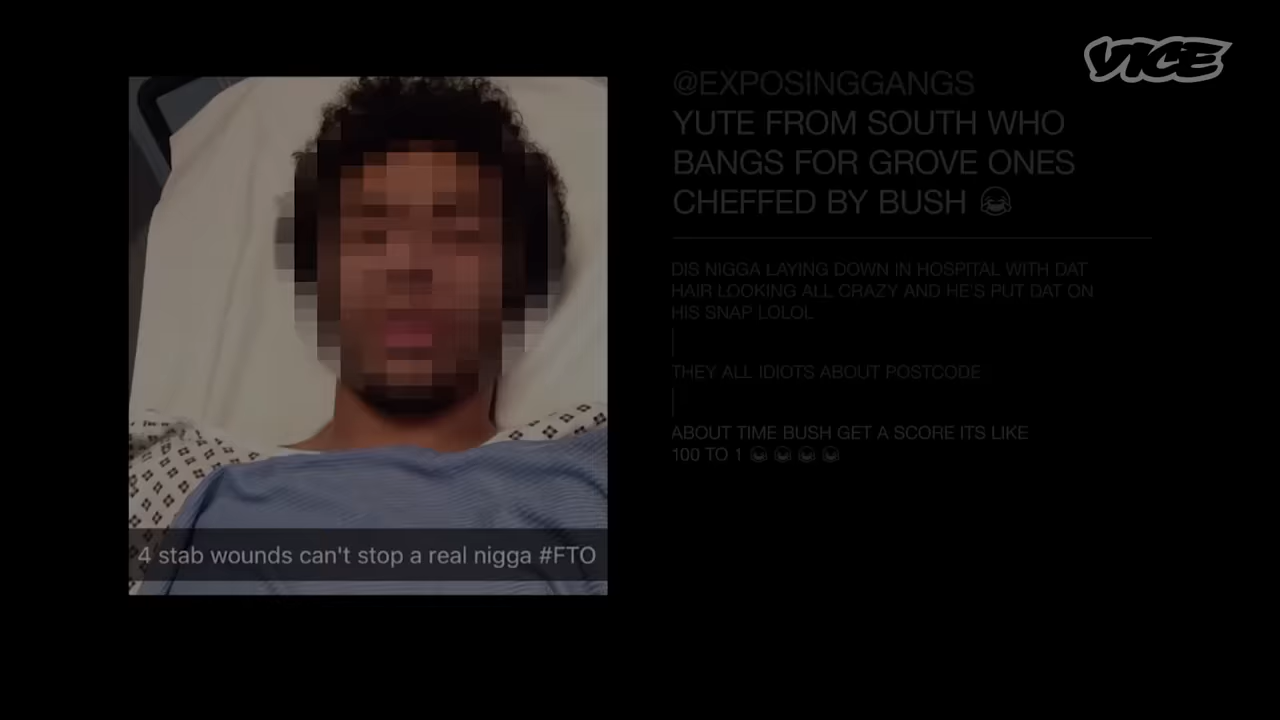 VICE
@EXPOSINGGANGS
YUTE FROM SOUTH WHO
BANGS FOR GROVE ONES
CHEFFED BY BUSH 😂
DIS NIGGA LAYING DOWN IN HOSPITAL WITH DAT
HAIR LOOKING ALL CRAZY AND HE'S PUT DAT ON
HIS SNAP LOLOL
THEY ALL IDIOTS ABOUT POSTCODE
ABOUT TIME BUSH GET A SCORE ITS LIKE
100 TO 1 😂 😂 😂 😂
4 stab wounds can't stop a real nigga #FTO